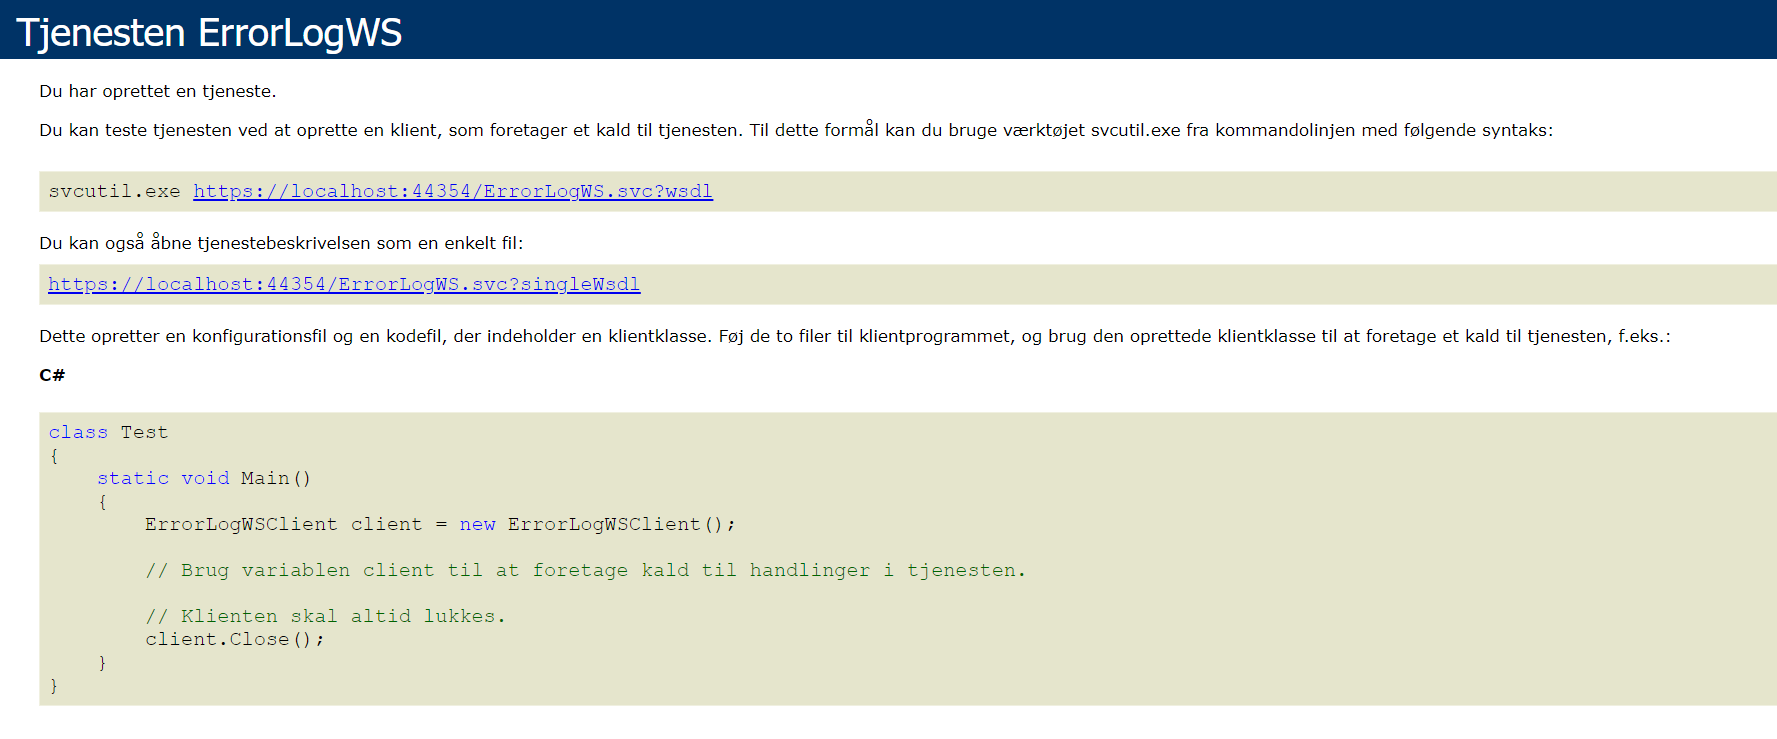 Tjenesten ErrorLogWS
Du har oprettet en tjeneste.
Du kan teste tjenesten ved at oprette en klient, som foretager et kald til tjenesten. Til dette formål kan du bruge værktøjet svcutil.exe fra kommandolinjen med følgende syntaks:
svcutil.exe https://localhost:44354/ErrorLogWS.svc?wsdl
Du kan også åbne tjenestebeskrivelsen som en enkelt fil:
https://localhost:44354/ErrorLogWS.svc?singleWsdl
Dette opretter en konfigurationsfil og en kodefil, der indeholder en klientklasse. Føj de to filer til klientprogrammet, og brug den oprettede klientklasse til at foretage et kald til tjenesten, f.eks.:
C#
class Test
{
    static void Main()
    {
        ErrorLogWSClient client = new ErrorLogWSClient();
        // Brug variablen client til at foretage kald til handlinger i tjenesten.
        // Klienten skal altid lukkes.
        client.Close();
    }
}